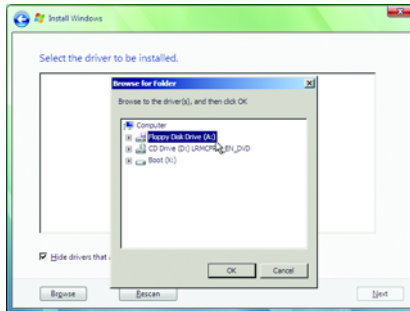 Install Windows
Select the driver to be installed.
Browse for Folder
Browse to the driver(s), and then click OK
Computer
Floppy Disk Drive (A:)
CD Drive (D:) EN_DVD
Boot (X:)
OK
Cancel
Hide drivers that
Browse
Rescan
Next